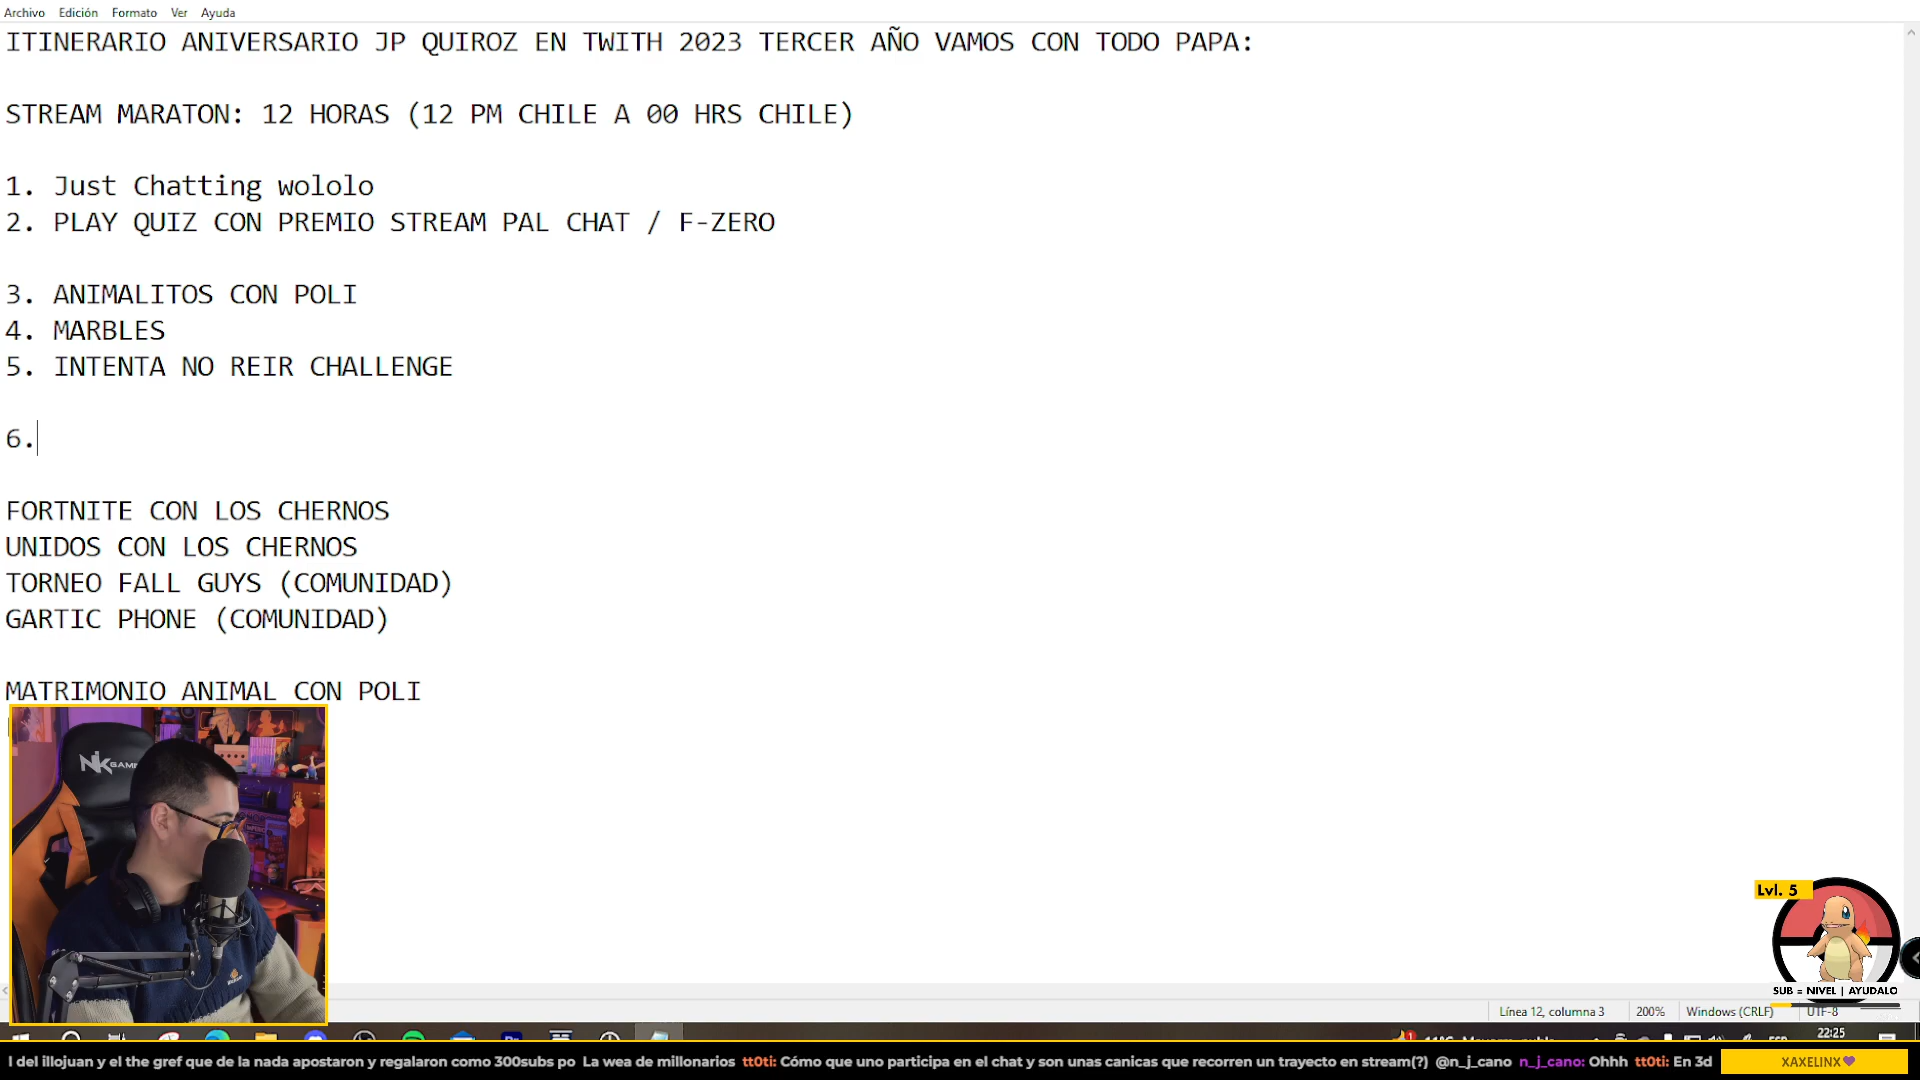 Archivo Edición Formato Ver Ayuda
ITINERARIO ANIVERSARIO JP QUIROZ EN TWITH 2023 TERCER AÑO VAMOS CON TODO PAPA:
STREAM MARATON: 12 HORAS (12 PM CHILE A 00 HRS CHILE)
1. Just Chatting wololo
2. PLAY QUIZ CON PREMIO STREAM PAL CHAT / F-ZERO
3. ANIMALITOS CON POLI
4. MARBLES
5. INTENTA NO REIR CHALLENGE
6.
FORTNITE CON LOS CHERNOS
UNIDOS CON LOS CHERNOS
TORNEO FALL GUYS (COMUNIDAD)
GARTIC PHONE (COMUNIDAD)
MATRIMONIO ANIMAL CON POLI
NK GAM
Lvl. 5
SUB = NIVEL | AYUDALO
Línea 12, columna 3 200% Windows (CRLF) UTF-8
22:25
l del illojuan y el the gref que de la nada apostaron y regalaron como 300subs po La wea de millonarios tt0ti: Cómo que uno participa en el chat y son unas canicas que recorren un trayecto en stream(?) @n_j_cano n_j_cano: Ohhh tt0ti: En 3d
XAXELINX